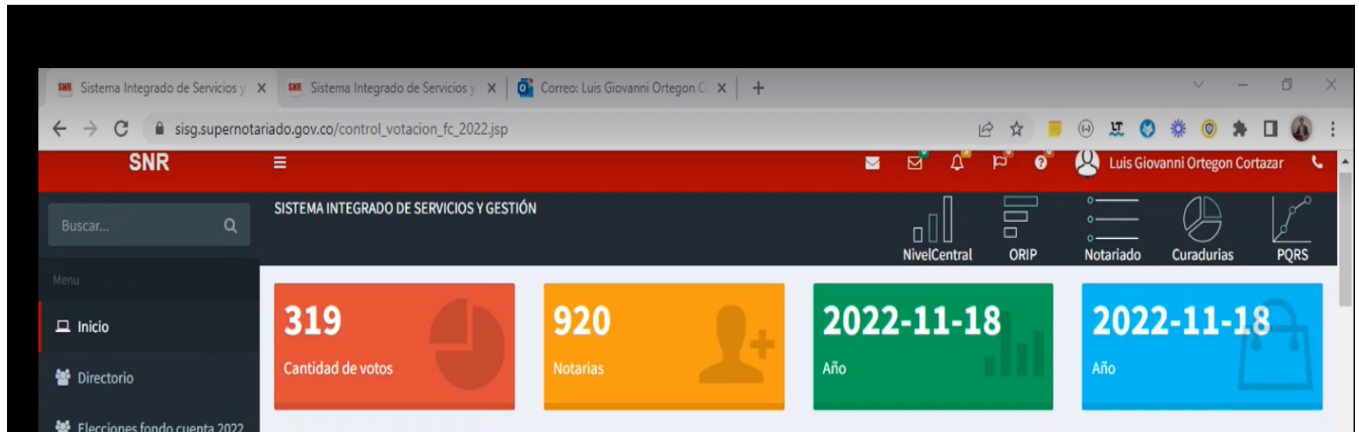 SNR Sistema Integrado de Servicios y
SNR Sistema Integrado de Servicios y
Correo: Luis Giovanni Ortegon C
sisg.supernotariado.gov.co/control_votacion_fc_2022.jsp
SNR
Luis Giovanni Ortegon Cortazar
Buscar...
SISTEMA INTEGRADO DE SERVICIOS Y GESTIÓN
NivelCentral ORIP Notariado Curadurias PQRS
Menu
Inicio
Directorio
Elecciones fondo cuenta 2022
319
Cantidad de votos
920
Notarias
2022-11-18
Año
2022-11-18
Año